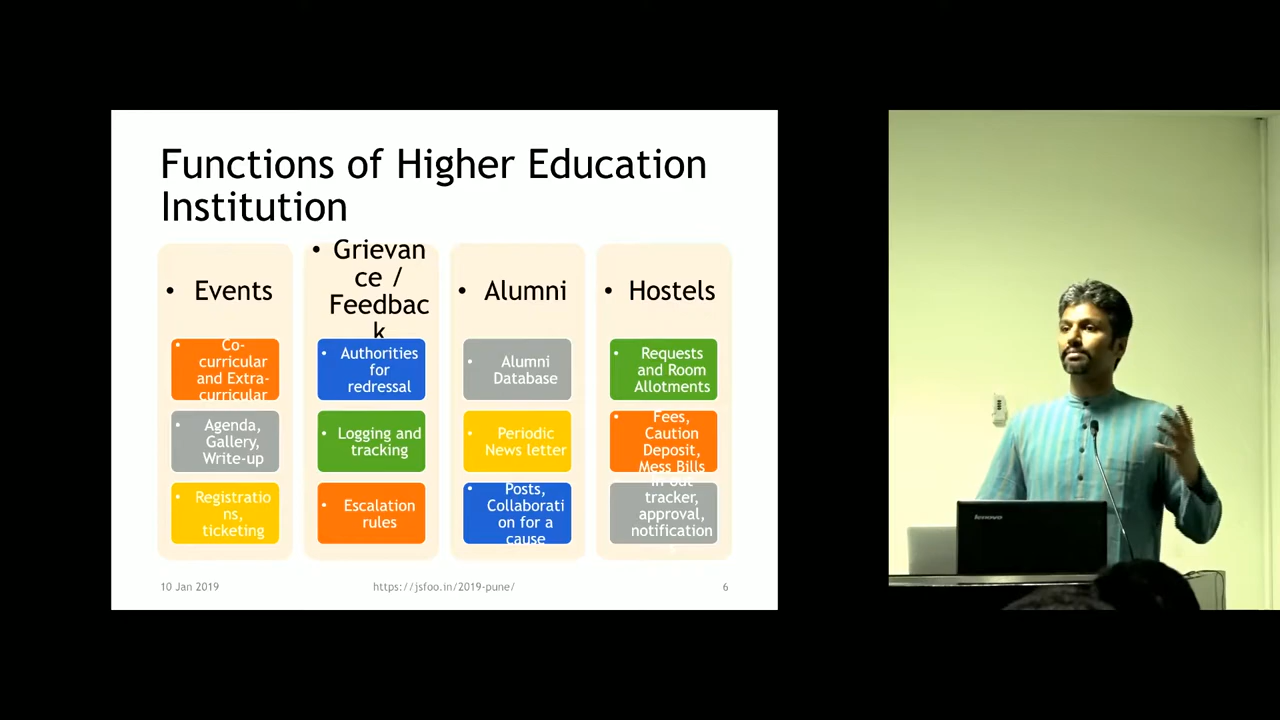 Functions of Higher Education
Institution
• Events
• Co-
curricular
and Extra-
curricular
• Agenda,
Gallery,
Write-up
• Registratio
ns,
ticketing
• Grievan
ce /
Feedbac
k
• Authorities
for
redressal
• Logging and
tracking
• Escalation
rules
• Alumni
• Alumni
Database
• Periodic
News letter
• Posts,
Collaborati
on for a
cause
• Hostels
• Requests
and Room
Allotments
• Fees,
Caution
Deposit,
Mess Bills
In out
tracker,
approval,
notification
10 Jan 2019
https://jsfoo.in/2019-pune/
6
lenovo